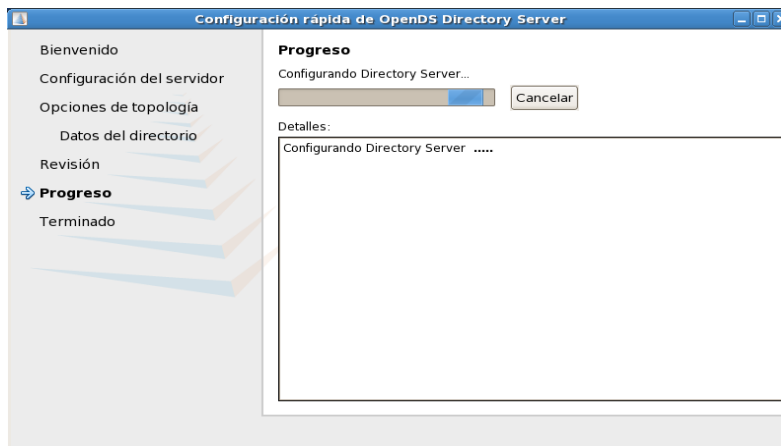 Configuración rápida de OpenDS Directory Server
Bienvenido
Configuración del servidor
Opciones de topología
Datos del directorio
Revisión
Progreso
Terminado
Progreso
Configurando Directory Server...
Cancelar
Detalles:
Configurando Directory Server .....